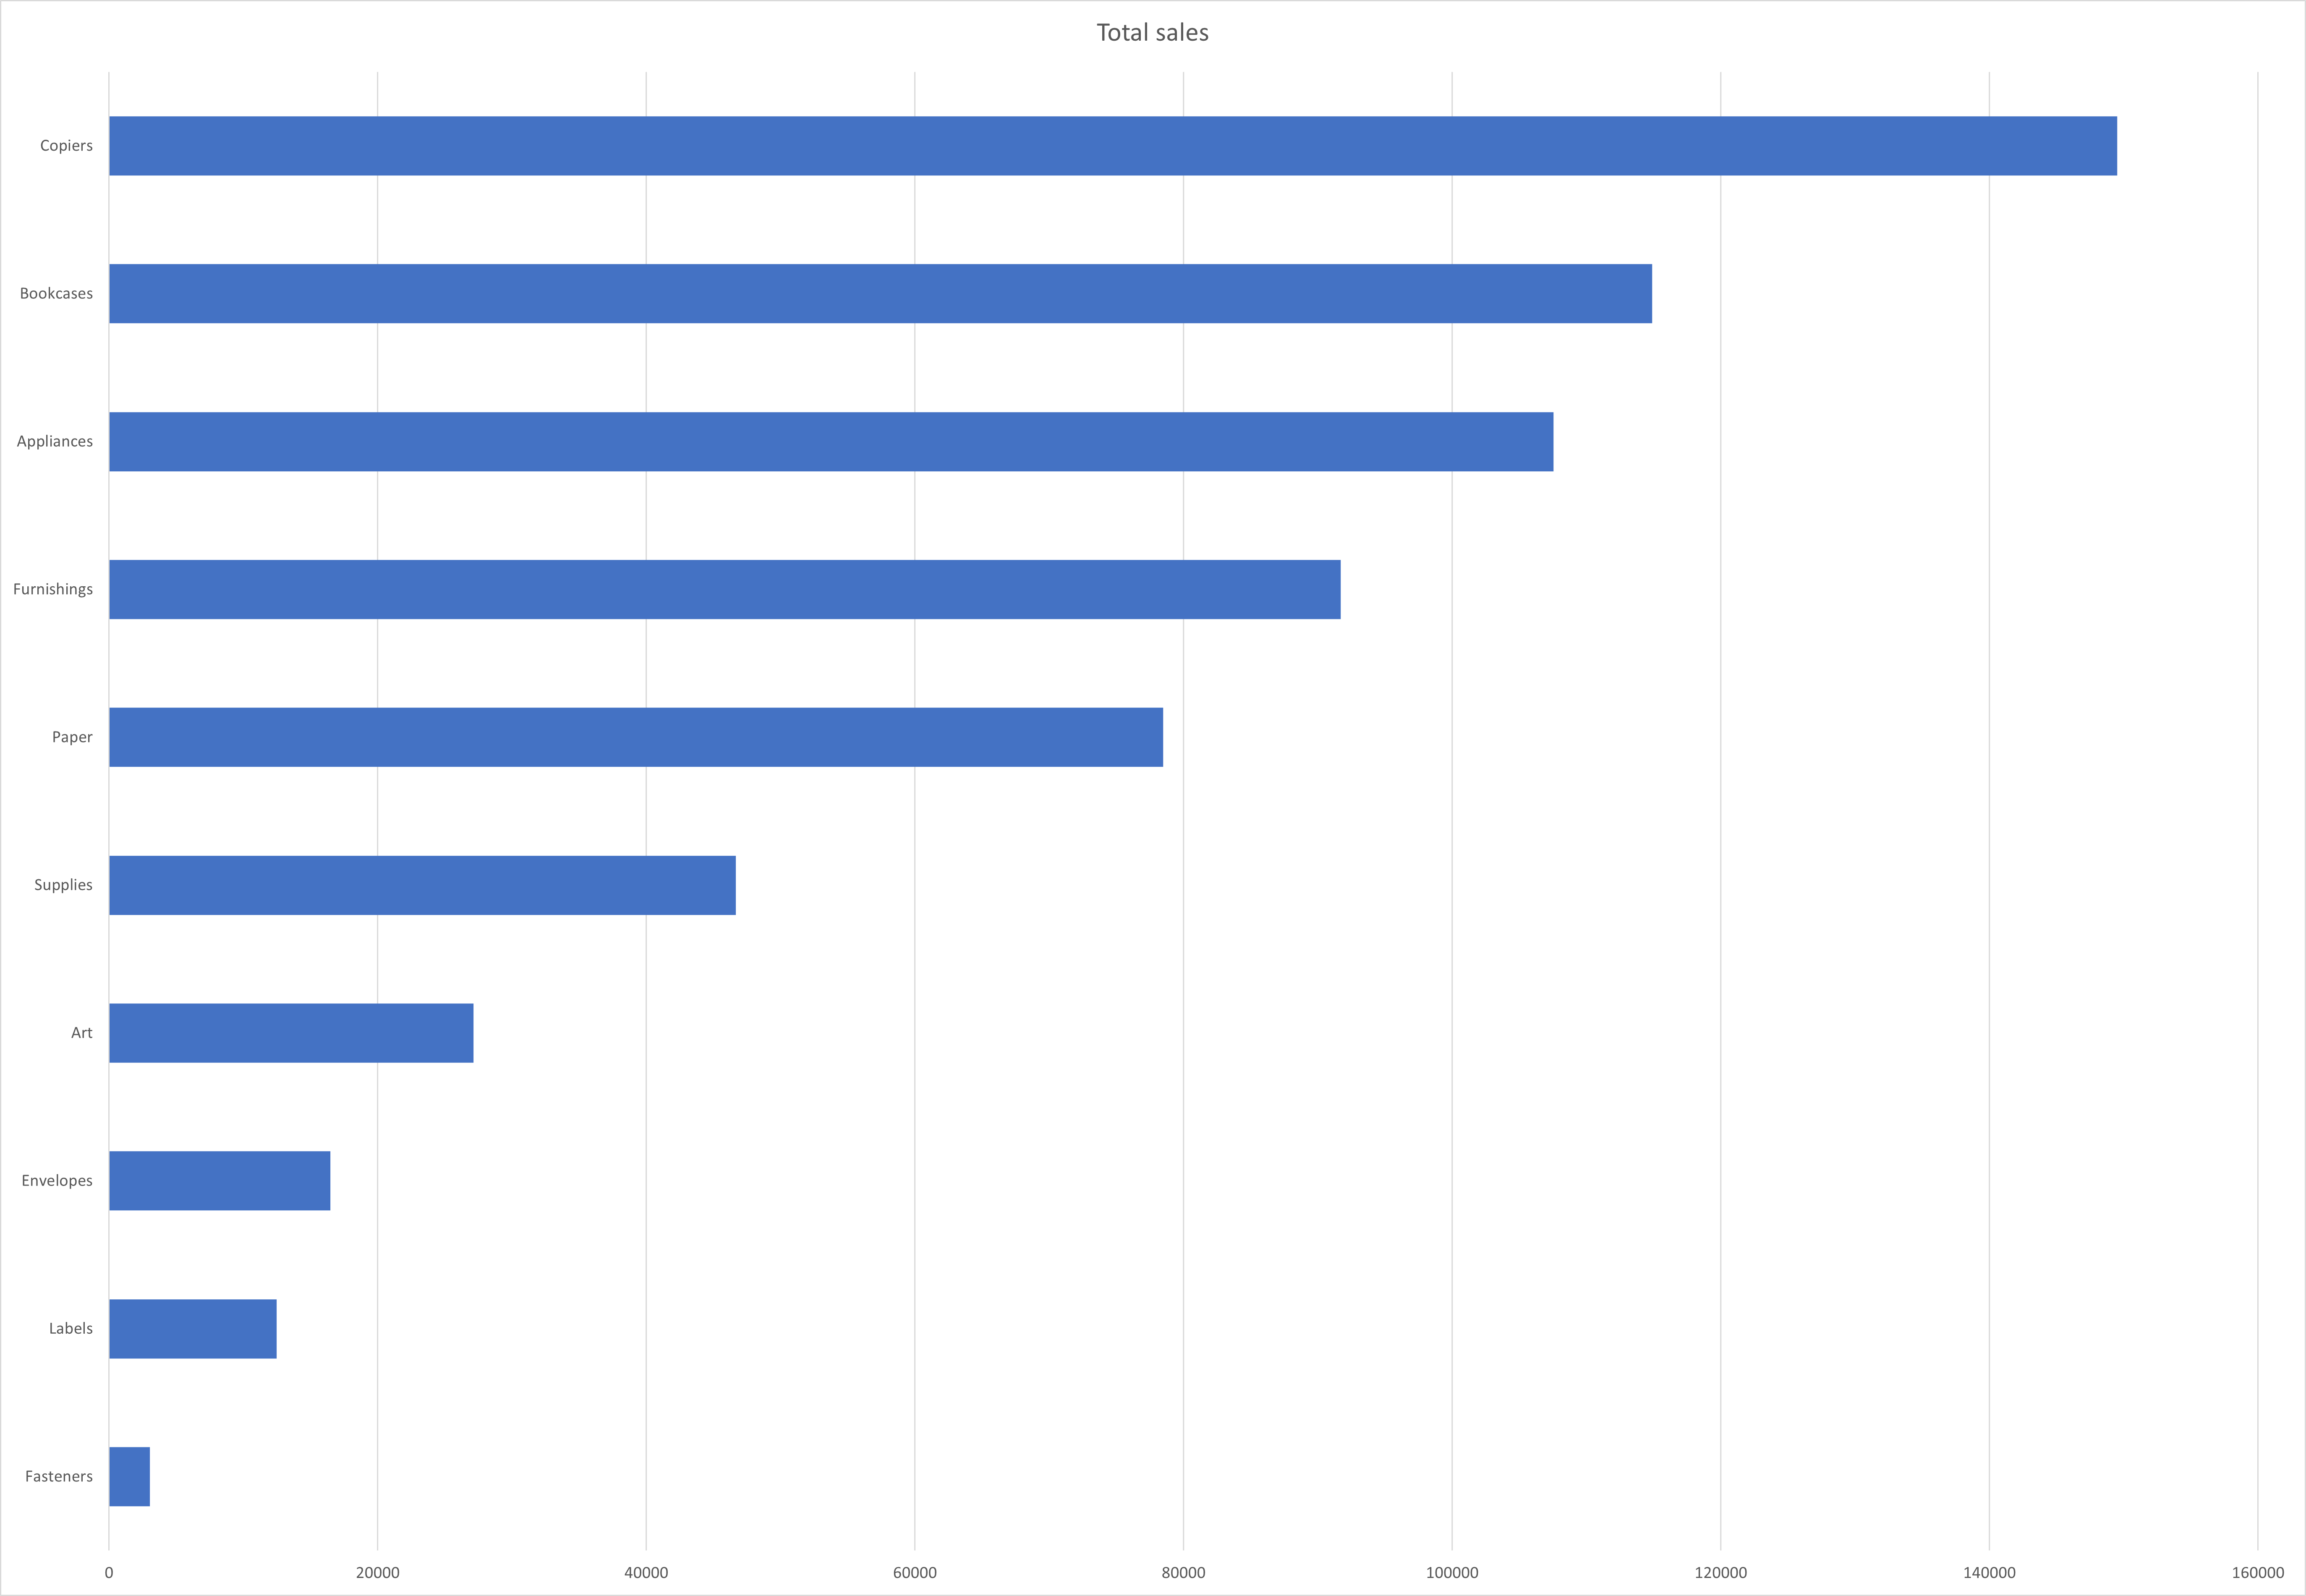 Total sales
Copiers
Bookcases
Appliances
Furnishings
Paper
Supplies
Art
Envelopes
Labels
Fasteners
0 20000 40000 60000 80000 100000 120000 140000 160000